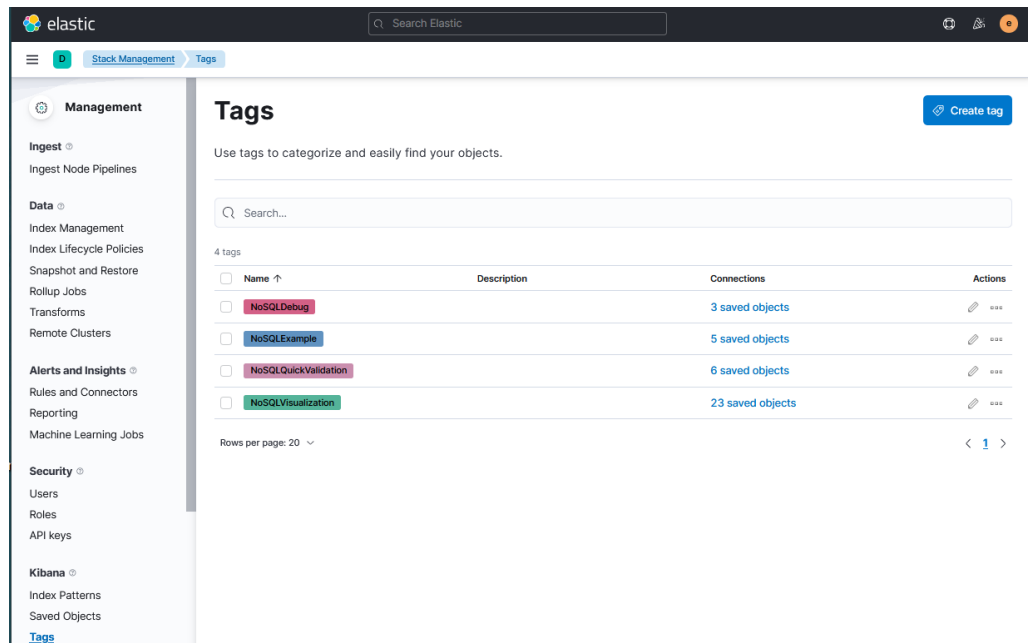 elastic
Search Elastic
e
D
Stack Management
Tags
Management
Ingest
Ingest Node Pipelines
Data
Index Management
Index Lifecycle Policies
Snapshot and Restore
Rollup Jobs
Transforms
Remote Clusters
Alerts and Insights
Rules and Connectors
Reporting
Machine Learning Jobs
Security
Users
Roles
API keys
Kibana
Index Patterns
Saved Objects
Tags
Tags
Create tag
Use tags to categorize and easily find your objects.
Search...
4 tags
Name Description Connections Actions
NoSQLDebug 3 saved objects
NoSQLExample 5 saved objects
NoSQLQuickValidation 6 saved objects
NoSQLVisualization 23 saved objects
Rows per page: 20
1